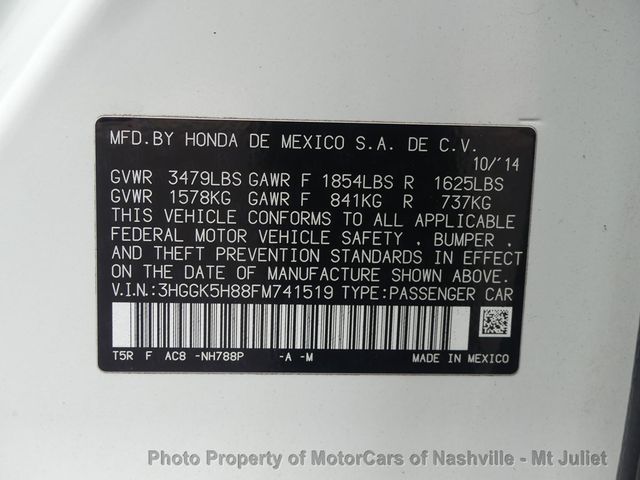 MFD.BY HONDA DE MEXICO S.A. DE C.V.
10/'14
GVWR 3479LBS GAWR F 1854LBS R 1625LBS
GVWR 1578KG GAWR F 841KG R 737KG
THIS VEHICLE CONFORMS TO ALL APPLICABLE
FEDERAL MOTOR VEHICLE SAFETY , BUMPER ,
AND THEFT PREVENTION STANDARDS IN EFFECT
ON THE DATE OF MANUFACTURE SHOWN ABOVE.
V.I.N.:3HGGK5H88FM741519 TYPE:PASSENGER CAR
T5R F AC8 -NH788P -A -M MADE IN MEXICO
Photo Property of MotorCars of Nashville - Mt Juliet